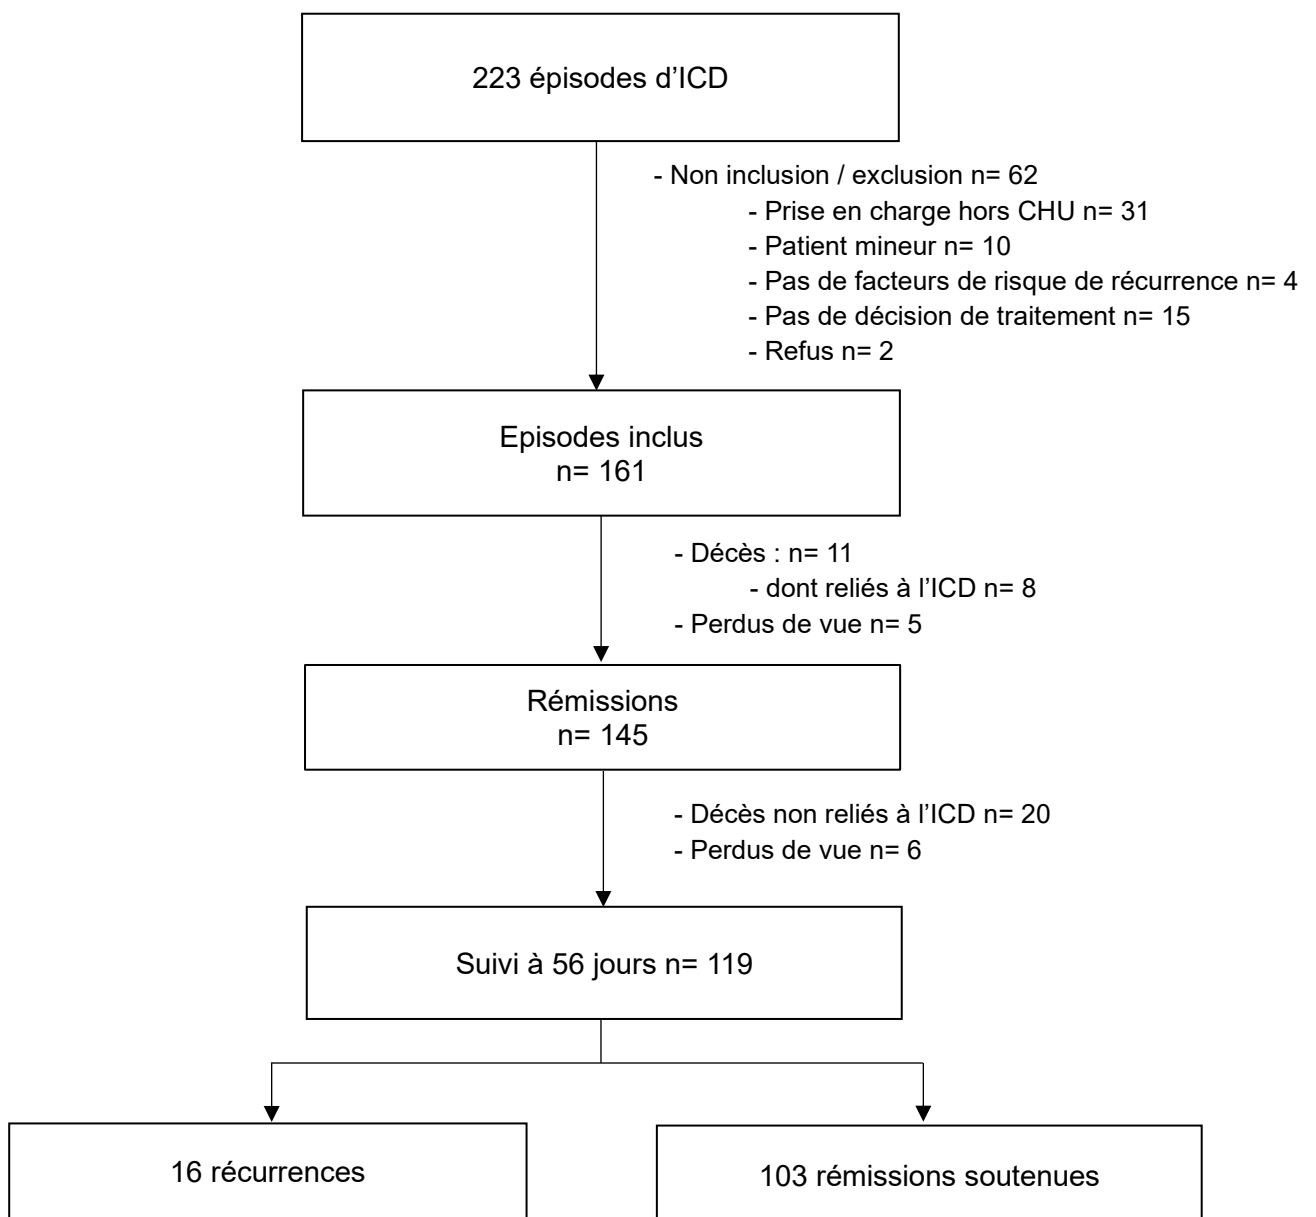 223 épisodes d’ICD
- Non inclusion / exclusion n= 62
- Prise en charge hors CHU n= 31
- Patient mineur n= 10
- Pas de facteurs de risque de récurrence n= 4
- Pas de décision de traitement n= 15
- Refus n= 2
Episodes inclus
n= 161
- Décès : n= 11
- dont reliés à l’ICD n= 8
- Perdus de vue n= 5
Rémissions
n= 145
- Décès non reliés à l’ICD n= 20
- Perdus de vue n= 6
Suivi à 56 jours n= 119
16 récurrences
103 rémissions soutenues